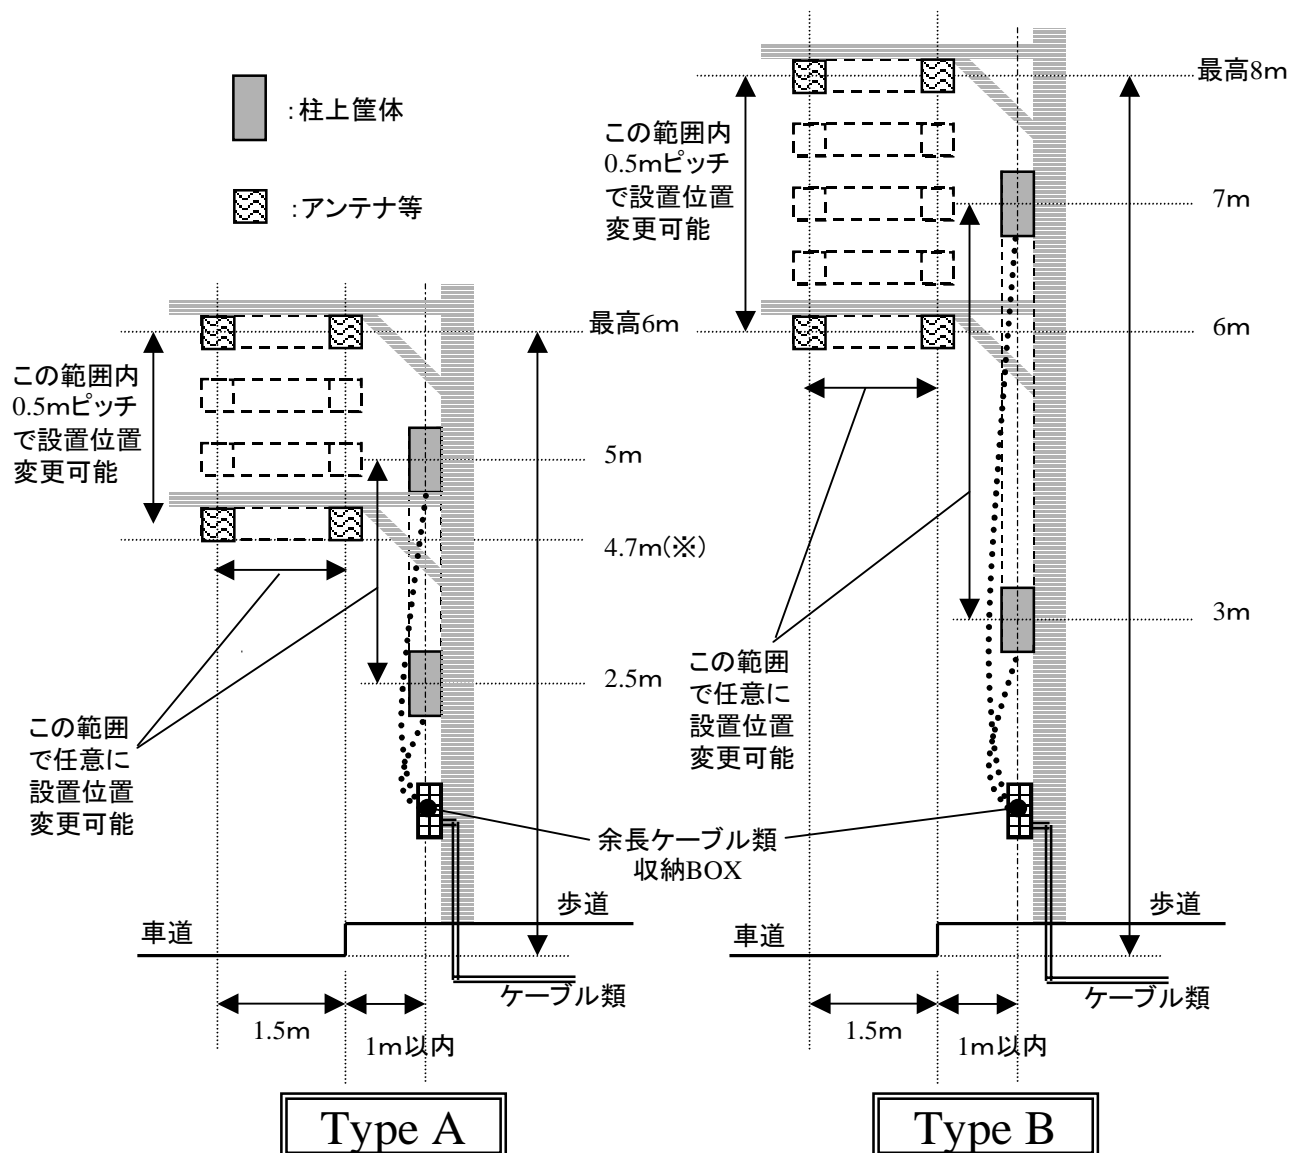 :柱上筐体
:アンテナ等
この範囲内
0.5mピッチ
で設置位置
変更可能
最高6m
5m
4.7m(※)
2.5m
この範囲
で任意に
設置位置
変更可能
車道
歩道
ケーブル類
1.5m
1m以内
Type A
余長ケーブル類
収納BOX
この範囲内
0.5mピッチ
で設置位置
変更可能
最高8m
7m
6m
3m
この範囲
で任意に
設置位置
変更可能
車道
歩道
ケーブル類
1.5m
1m以内
Type B